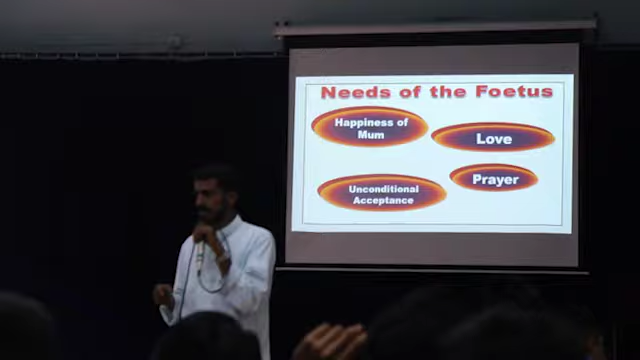 Needs of the Foetus
Happiness of
Mum
Love
Unconditional
Acceptance
Prayer